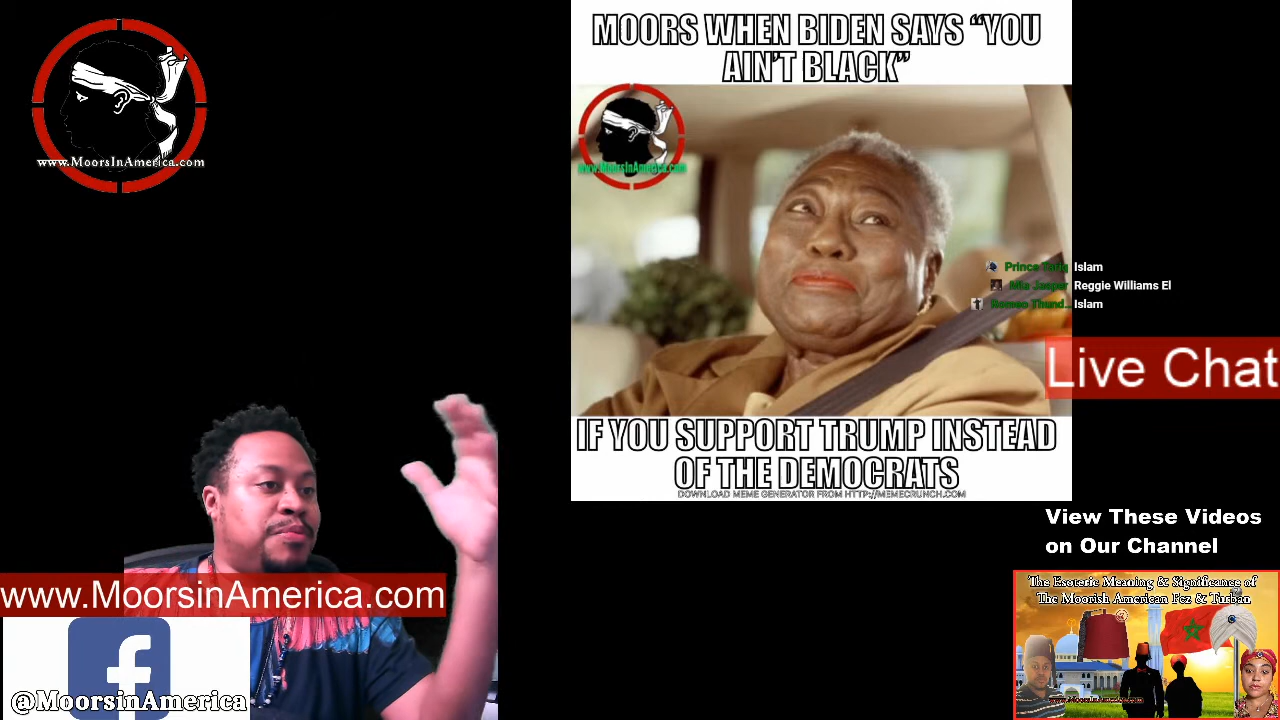 www.MoorsInAmerica.com
MOORS WHEN BIDEN SAYS “YOU
AIN'T BLACK”
www.MoorsInAmerica.com
Islam
Reggie Williams El
Romeo Thund... Islam
Live Chat
IF YOU SUPPORT TRUMP INSTEAD
OF THE DEMOCRATS
DOWNLOAD MEME GENERATOR FROM HTTP://MEMECRUNCH.COM
View These Videos
on Our Channel
The Esoteric Meaning & Significance of
The Moorish American Fez & Turban
www.MoorsinAmerica.com
@MoorsinAmerica